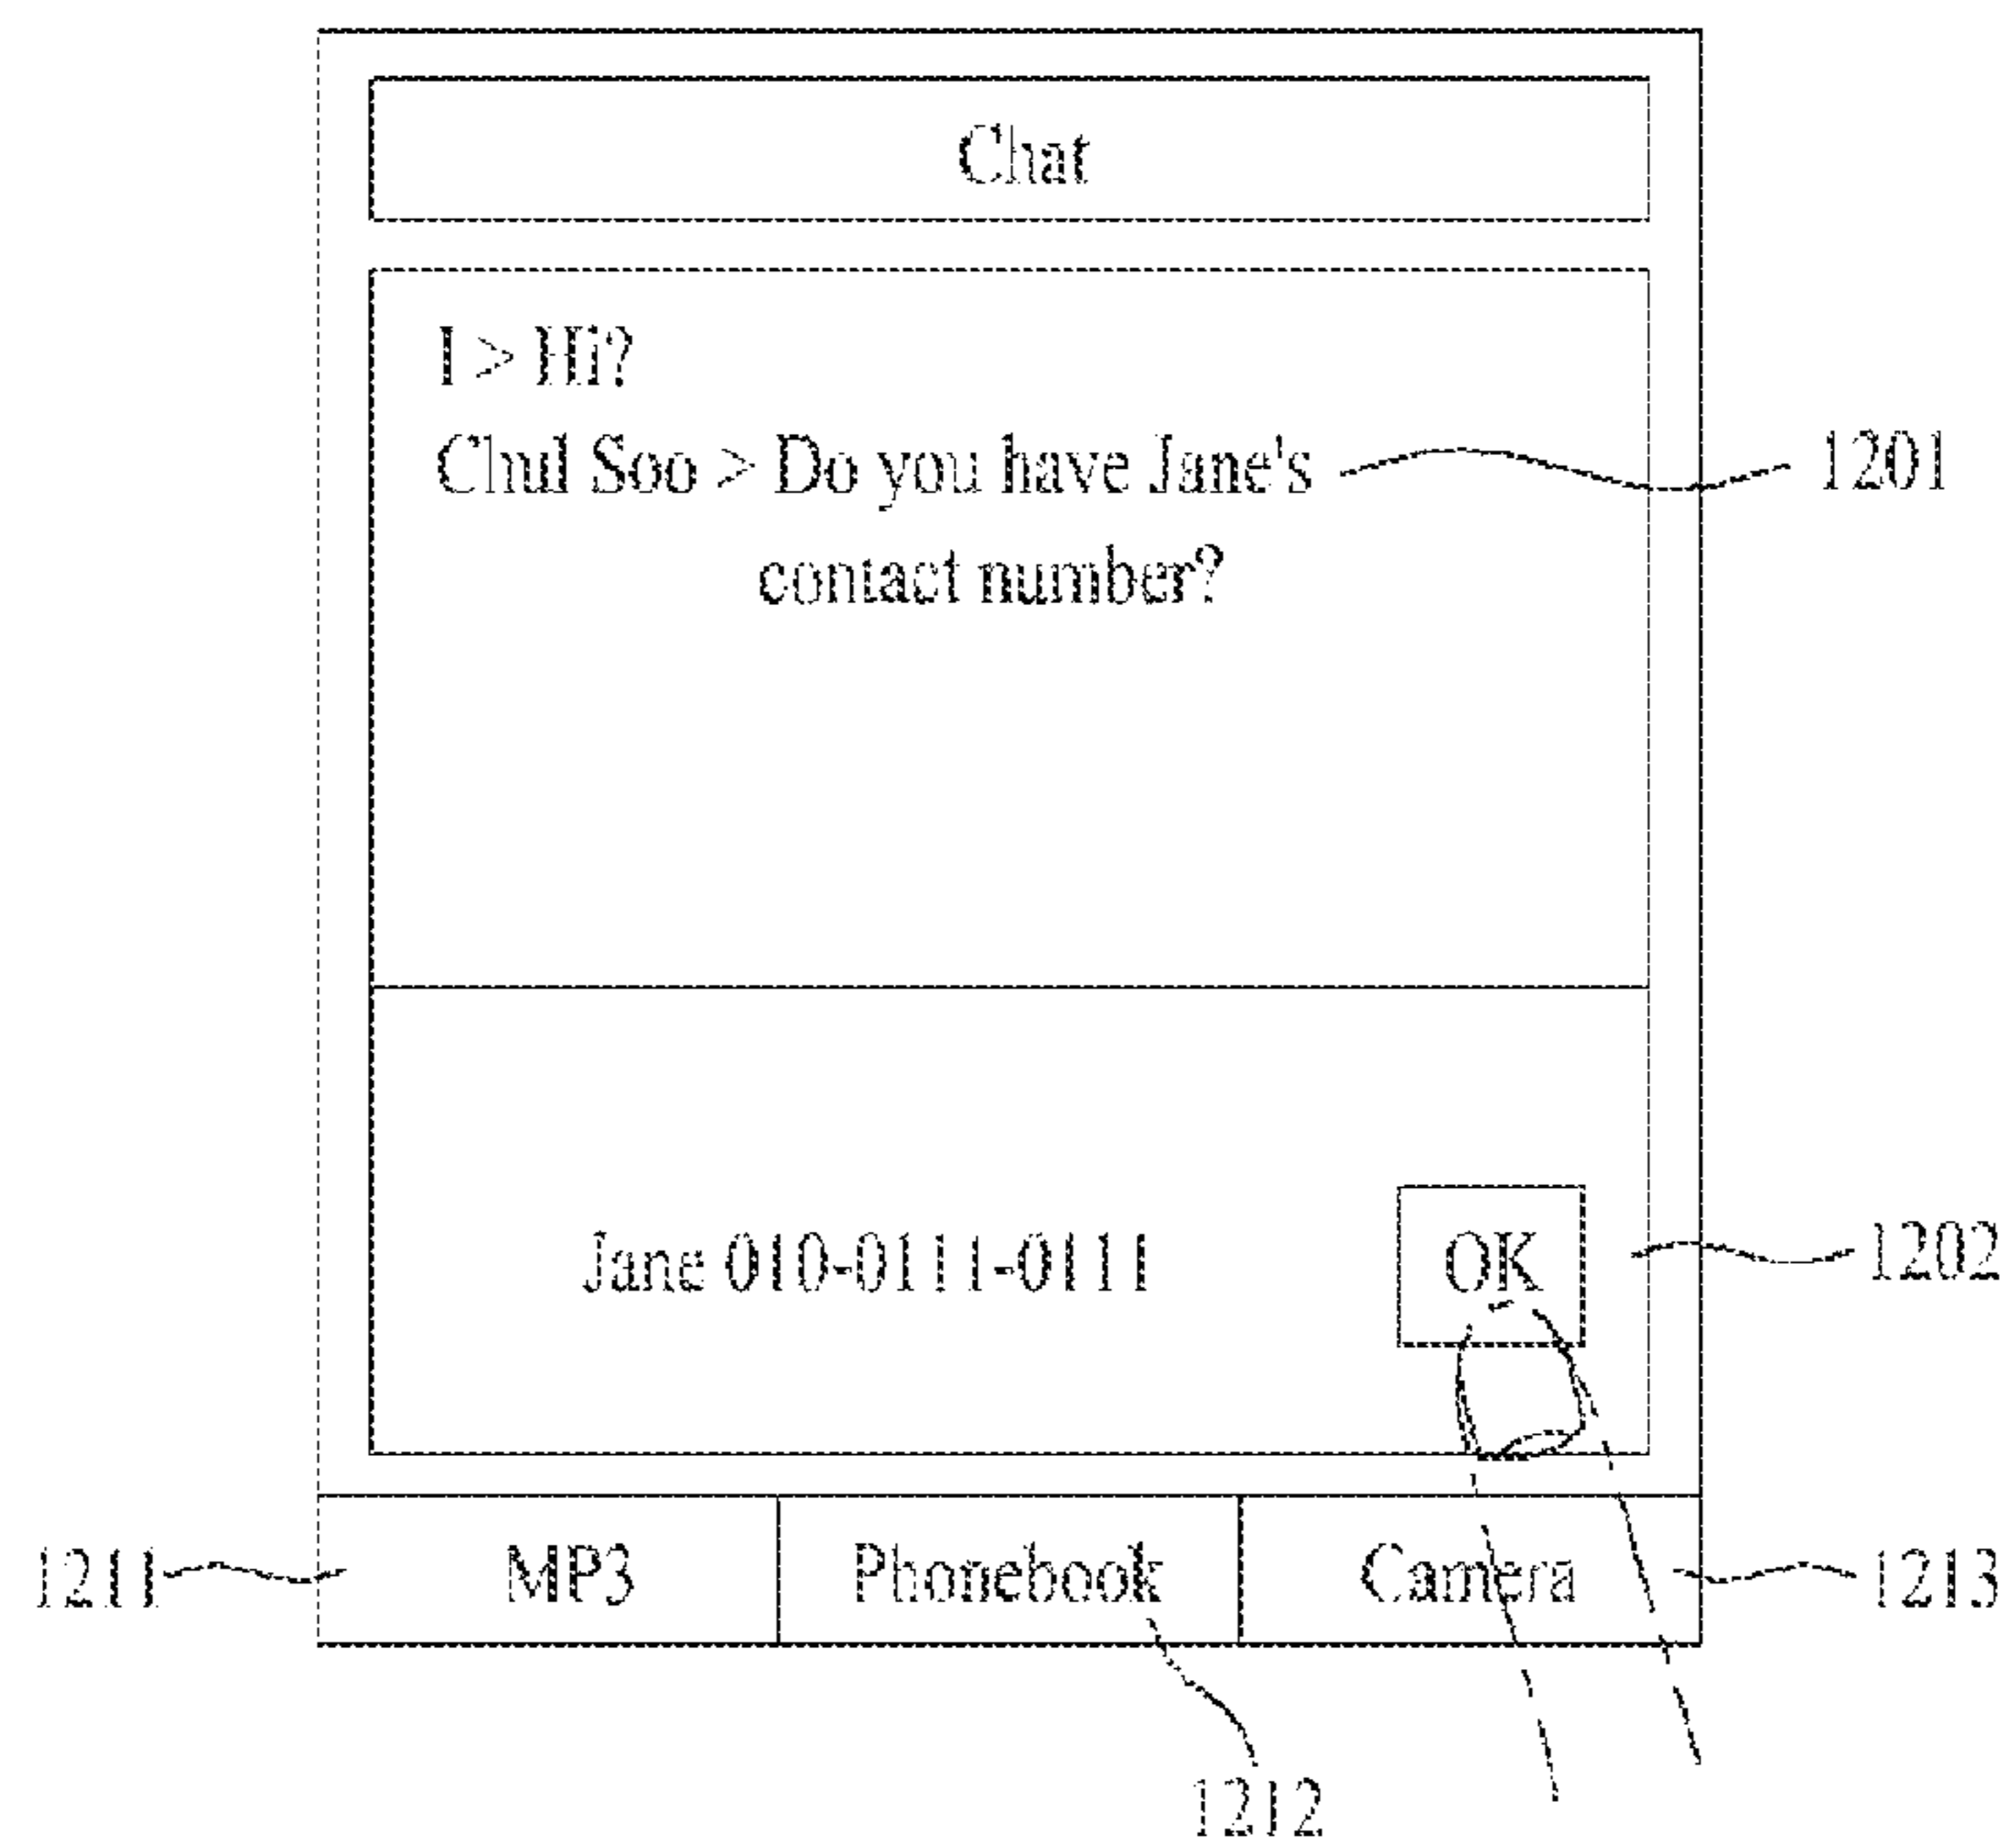 Chat
I > Hi?
Chul Soo > Do you have Jane's
contact number?
1201
Jane 010-0111-0111
OK
1202
1211
MP3
Phonebook
Camera
1213
1212